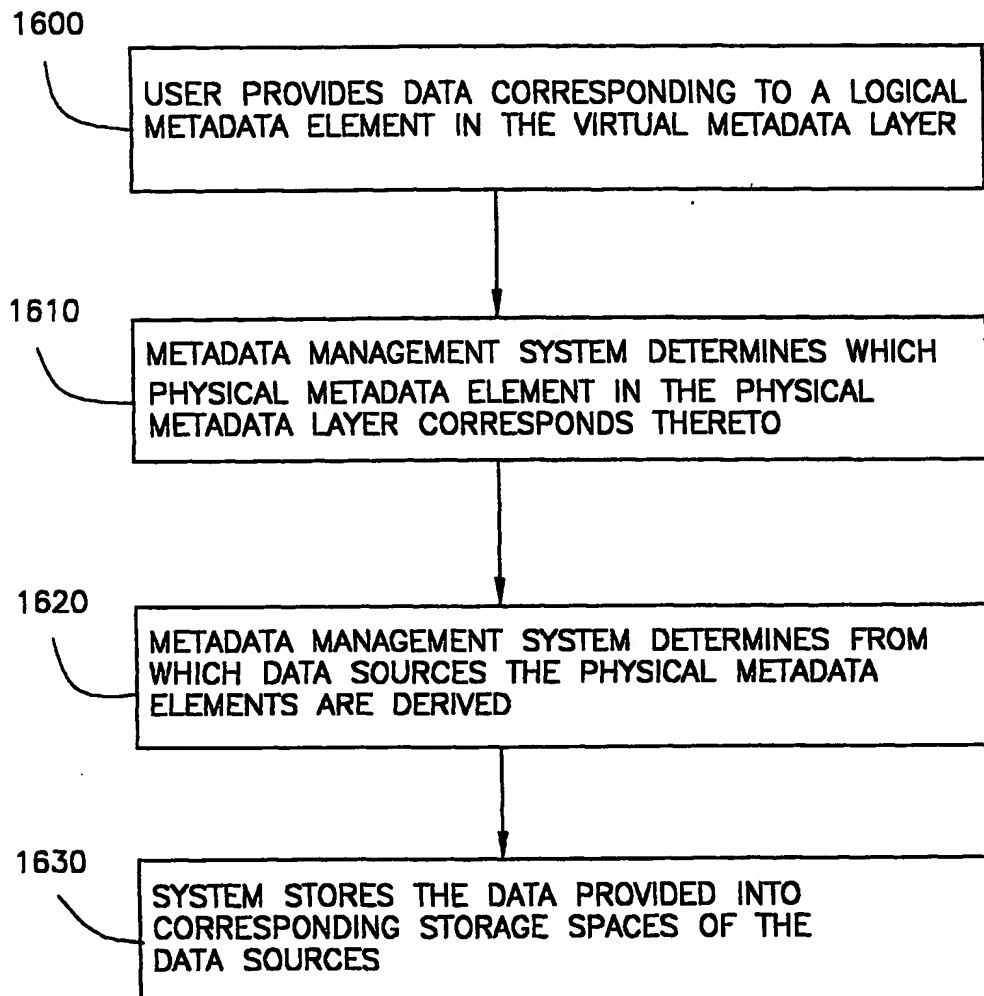 1600
USER PROVIDES DATA CORRESPONDING TO A LOGICAL
METADATA ELEMENT IN THE VIRTUAL METADATA LAYER
1610
METADATA MANAGEMENT SYSTEM DETERMINES WHICH
PHYSICAL METADATA ELEMENT IN THE PHYSICAL
METADATA LAYER CORRESPONDS THERETO
1620
METADATA MANAGEMENT SYSTEM DETERMINES FROM
WHICH DATA SOURCES THE PHYSICAL METADATA
ELEMENTS ARE DERIVED
1630
SYSTEM STORES THE DATA PROVIDED INTO
CORRESPONDING STORAGE SPACES OF THE
DATA SOURCES